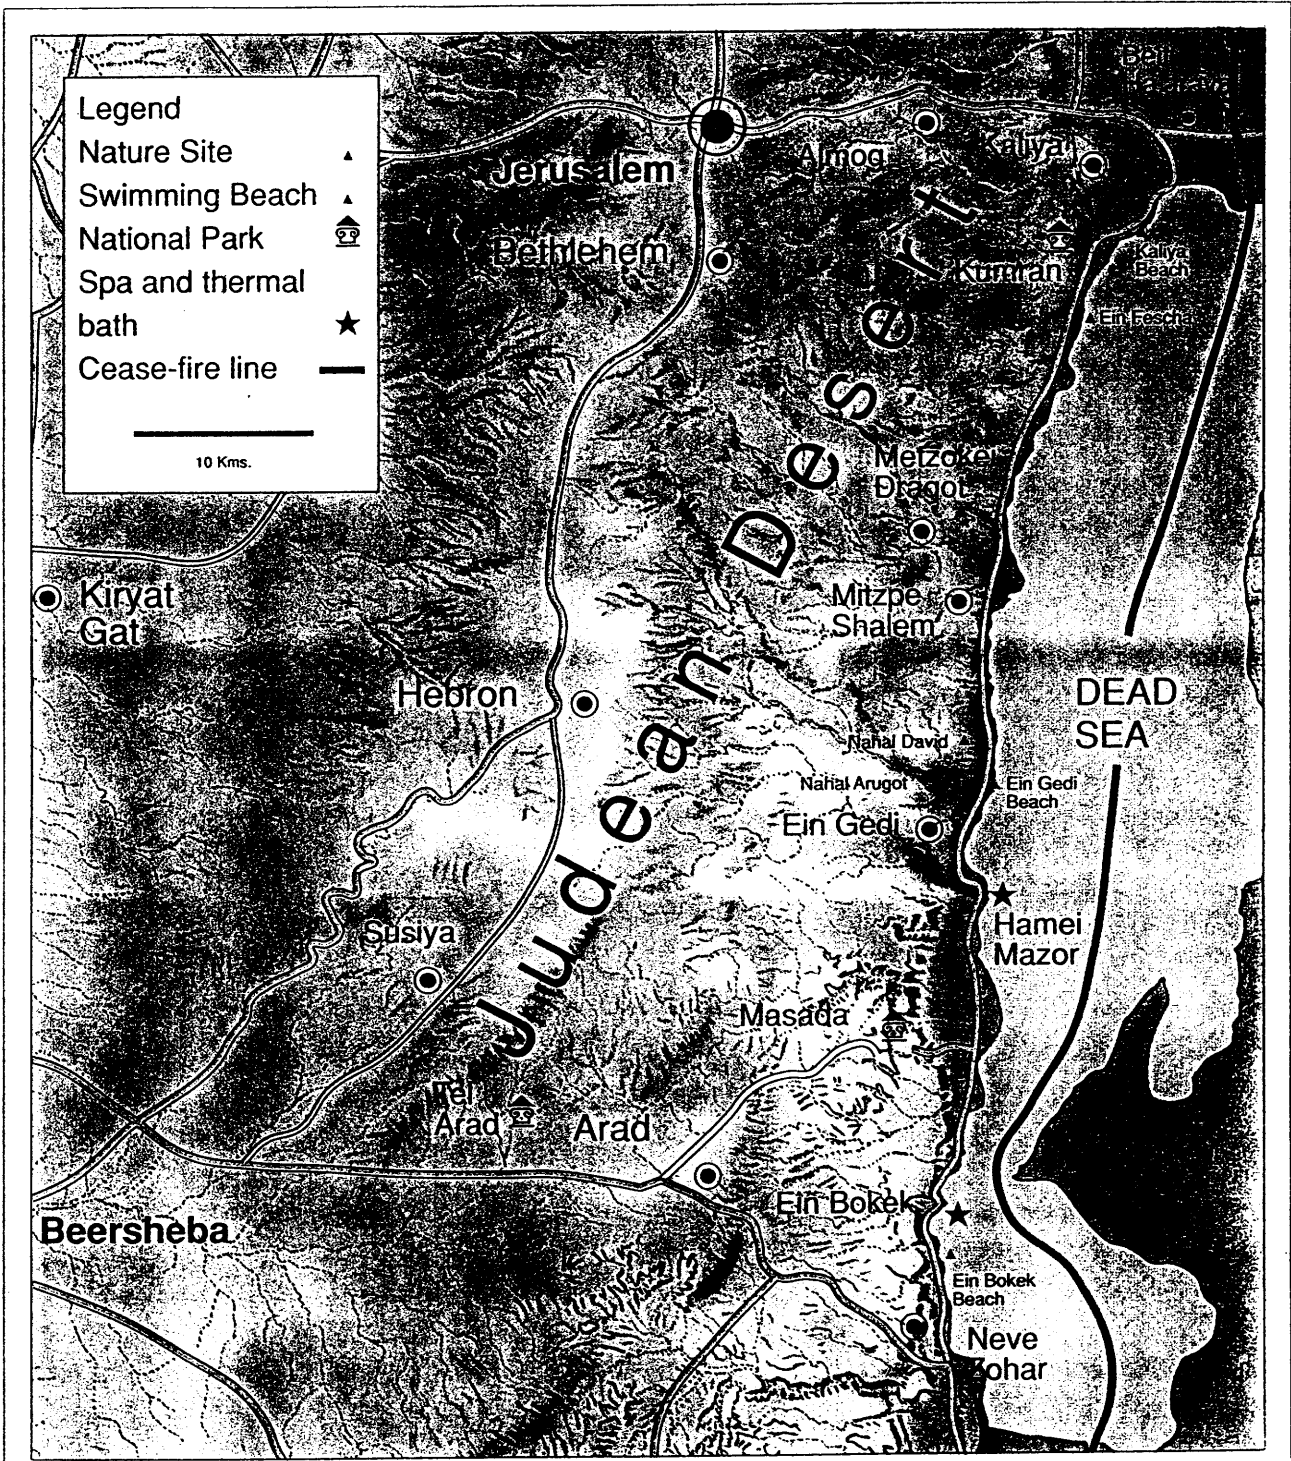 Legend
Nature Site
Swimming Beach
National Park
Spa and thermal
bath
Cease-fire line
10 Kms.
Jerusalem
Almog
Kaliya
Bethlehem
Kumran
Kaliya
Beach
Ein Fescha
Judean Desert
Metzokei
Dragot
Kiryat
Gat
Mitzpe
Shalem
Hebron
DEAD
SEA
Nahal David
Nahal Arugot
Ein Gedi
Beach
Ein Gedi
Susiya
Hamei
Mazor
Masada
Tel
Arad
Arad
Ein Bokek
Beersheba
Ein Bokek
Beach
Neve
Zohar